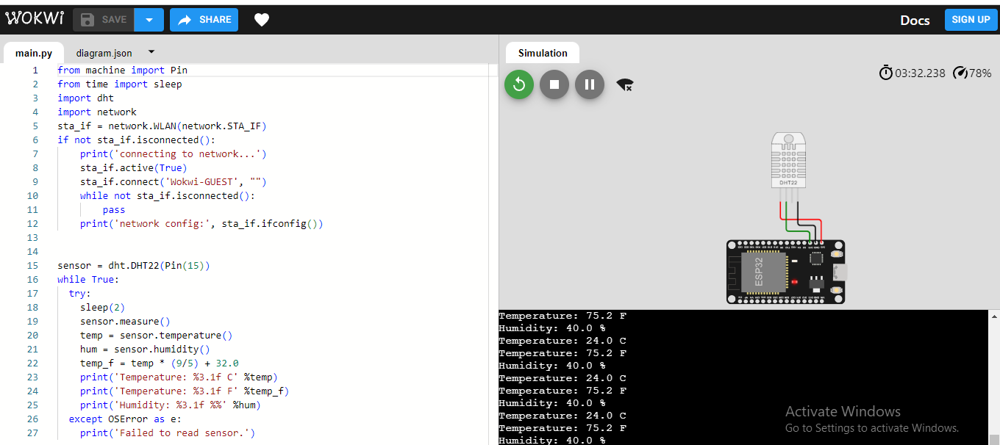 WOKWi
SAVE
SHARE
Docs
SIGN UP
main.py
diagram.json
1 from machine import Pin
2 from time import sleep
3 import dht
4 import network
5 sta_if = network.WLAN(network.STA_IF)
6 if not sta_if.isconnected():
7 print('connecting to network...')
8 sta_if.active(True)
9 sta_if.connect('Wokwi-GUEST', "")
10 while not sta_if.isconnected():
11 pass
12 print('network config:', sta_if.ifconfig())
13
14
15 sensor = dht.DHT22(Pin(15))
16 while True:
17 try:
18 sleep(2)
19 sensor.measure()
20 temp = sensor.temperature()
21 hum = sensor.humidity()
22 temp_f = temp * (9/5) + 32.0
23 print('Temperature: %3.1f C' %temp)
24 print('Temperature: %3.1f F' %temp_f)
25 print('Humidity: %3.1f %%' %hum)
26 except OSError as e:
27 print('Failed to read sensor.')
Simulation
03:32.238
78%
DHT22
ESP32
Temperature: 75.2 F
Humidity: 40.0 %
Temperature: 24.0 C
Temperature: 75.2 F
Humidity: 40.0 %
Temperature: 24.0 C
Temperature: 75.2 F
Humidity: 40.0 %
Temperature: 24.0 C
Temperature: 75.2 F
Humidity: 40.0 %
Activate Windows
Go to Settings to activate Windows.